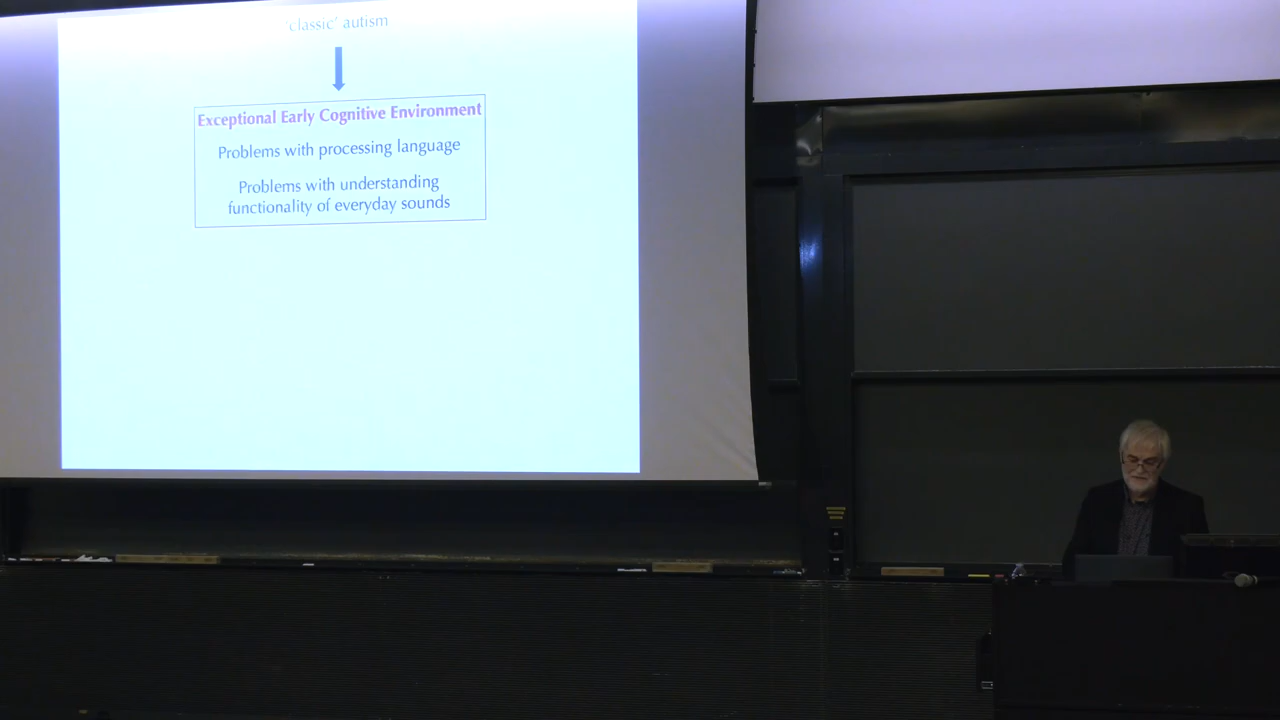 'classic' autism
Exceptional Early Cognitive Environment
Problems with processing language
Problems with understanding
functionality of everyday sounds